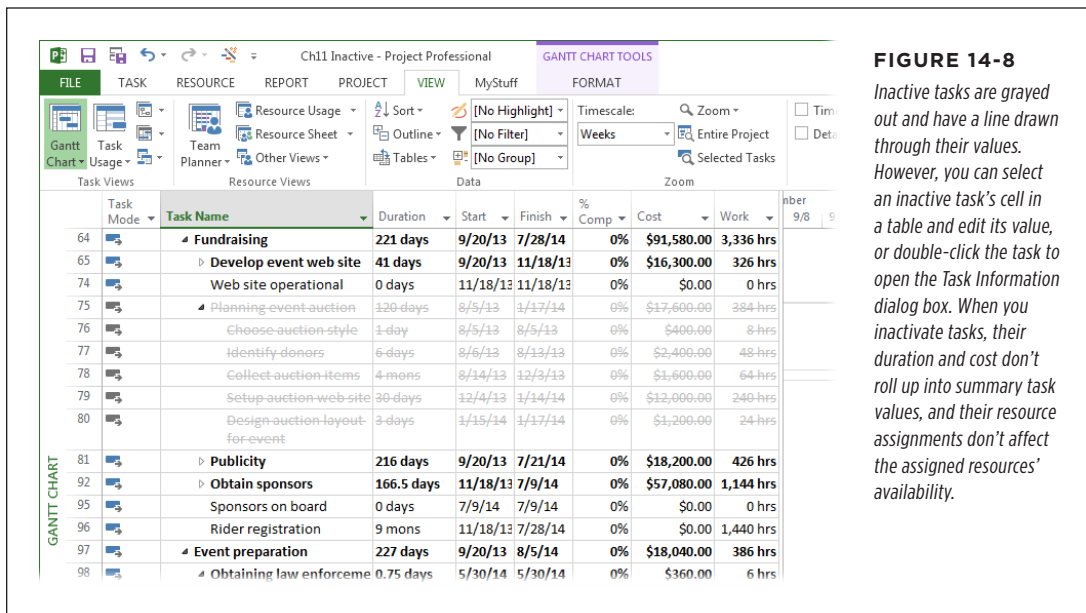 Ch11 Inactive - Project Professional
GANTT CHART TOOLS
FILE TASK RESOURCE REPORT PROJECT VIEW MyStuff FORMAT
Gantt Chart
Task Usage
Team Planner
Resource Usage
Resource Sheet
Other Views
Sort
Outline
Tables
[No Highlight]
[No Filter]
[No Group]
Timescale:
Weeks
Zoom
Entire Project
Selected Tasks
Task Views Resource Views Data Zoom
Task Mode Task Name Duration Start Finish % Comp Cost Work 9/8
64 Fundraising 221 days 9/20/13 7/28/14 0% $91,580.00 3,336 hrs
65 Develop event web site 41 days 9/20/13 11/18/13 0% $16,300.00 326 hrs
74 Web site operational 0 days 11/18/13 11/18/13 0% $0.00 0 hrs
75 Planning event auction 120 days 8/5/13 1/17/14 0% $17,600.00 384 hrs
76 Choose auction style 1 day 8/5/13 8/5/13 0% $400.00 8 hrs
77 Identify donors 6 days 8/6/13 8/13/13 0% $2,400.00 48 hrs
78 Collect auction items 4 mons 8/14/13 12/3/13 0% $1,600.00 64 hrs
79 Setup auction web site 30 days 12/4/13 1/14/14 0% $12,000.00 240 hrs
80 Design auction layout 3 days 1/15/14 1/17/14 0% $1,200.00 24 hrs
for event
81 Publicity 216 days 9/20/13 7/21/14 0% $18,200.00 426 hrs
92 Obtain sponsors 166.5 days 11/18/13 7/9/14 0% $57,080.00 1,144 hrs
95 Sponsors on board 0 days 7/9/14 7/9/14 0% $0.00 0 hrs
96 Rider registration 9 mons 11/18/13 7/28/14 0% $0.00 1,440 hrs
97 Event preparation 227 days 9/20/13 8/5/14 0% $18,040.00 386 hrs
98 Obtaining law enforceme 0.75 days 5/30/14 5/30/14 0% $360.00 6 hrs
GANTT CHART
FIGURE 14-8
Inactive tasks are grayed
out and have a line drawn
through their values.
However, you can select
an inactive task's cell in
a table and edit its value,
or double-click the task to
open the Task Information
dialog box. When you
inactivate tasks, their
duration and cost don't
roll up into summary task
values, and their resource
assignments don't affect
the assigned resources'
availability.